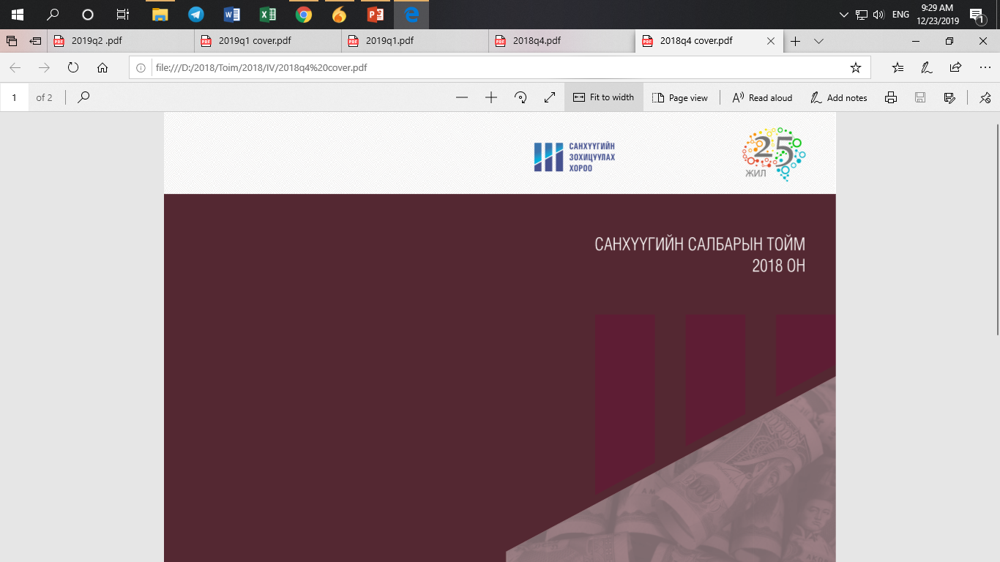 9:29 AM
ENG
12/23/2019
1
2019q2 .pdf
2019q1 cover.pdf
2019q1.pdf
2018q4.pdf
2018q4 cover.pdf
file:///D:/2018/Toim/2018/IV/2018q4%20cover.pdf
1 of 2
Fit to width
Page view
Read aloud
Add notes
САНХҮҮГИЙН
ЗОХИЦУУЛАХ
ХОРОО
25
ЖИЛ
САНХҮҮГИЙН САЛБАРЫН ТОЙМ
2018 ОН